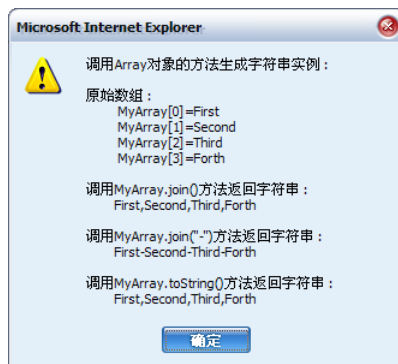 Microsoft Internet Explorer
调用Array对象的方法生成字符串实例：
原始数组：
MyArray[0]=First
MyArray[1]=Second
MyArray[2]=Third
MyArray[3]=Forth
调用MyArray.join()方法返回字符串：
First,Second,Third,Forth
调用MyArray.join("-")方法返回字符串：
First-Second-Third-Forth
调用MyArray.toString()方法返回字符串：
First,Second,Third,Forth
确定